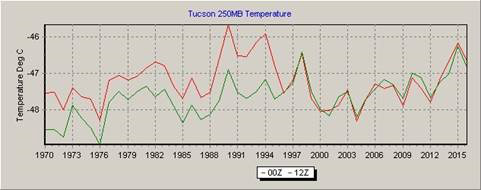 Tucson 250MB Temperature
Temperature Deg C
-46
-47
-48
1970 1973 1976 1979 1982 1985 1988 1991 1994 1997 2000 2003 2006 2009 2012 2015
00Z 12Z